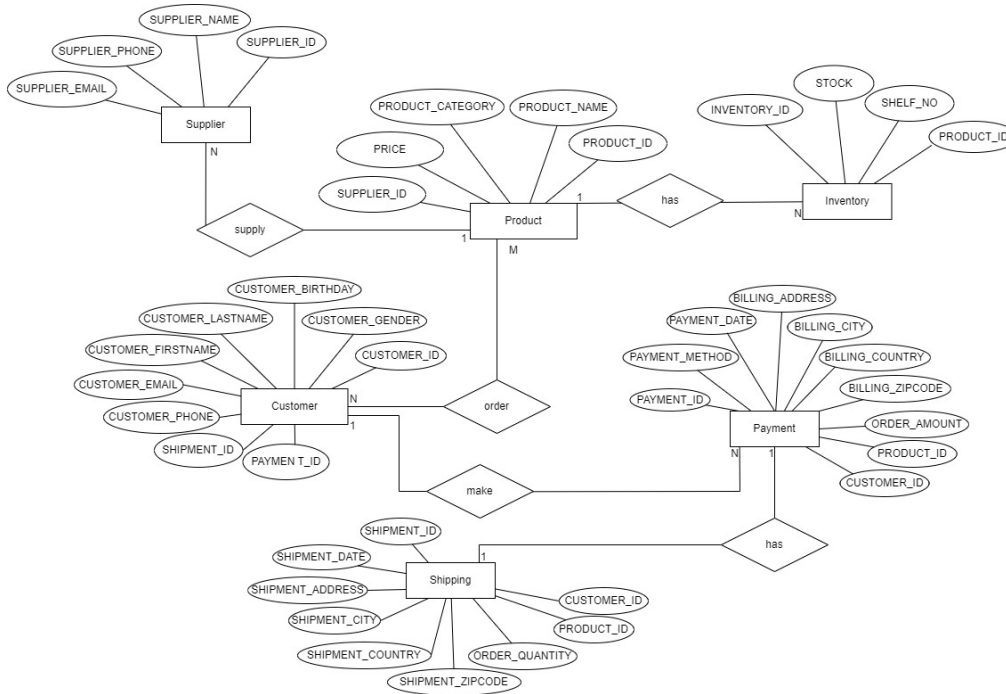 SUPPLIER_NAME
SUPPLIER_ID
SUPPLIER_PHONE
SUPPLIER_EMAIL
Supplier
N
supply
STOCK
SHELF_NO
INVENTORY_ID
PRODUCT_ID
Inventory
N
has
1
PRODUCT_CATEGORY
PRODUCT_NAME
PRICE
PRODUCT_ID
SUPPLIER_ID
Product
1
M
CUSTOMER_BIRTHDAY
CUSTOMER_LASTNAME
CUSTOMER_GENDER
CUSTOMER_FIRSTNAME
CUSTOMER_ID
CUSTOMER_EMAIL
CUSTOMER_PHONE
SHIPMENT_ID
PAYMEN T_ID
Customer
N
1
order
make
BILLING_ADDRESS
PAYMENT_DATE
BILLING_CITY
PAYMENT_METHOD
BILLING_COUNTRY
BILLING_ZIPCODE
PAYMENT_ID
ORDER_AMOUNT
Payment
PRODUCT_ID
CUSTOMER_ID
N
1
has
SHIPMENT_ID
1
SHIPMENT_DATE
Shipping
SHIPMENT_ADDRESS
CUSTOMER_ID
SHIPMENT_CITY
PRODUCT_ID
SHIPMENT_COUNTRY
ORDER_QUANTITY
SHIPMENT_ZIPCODE